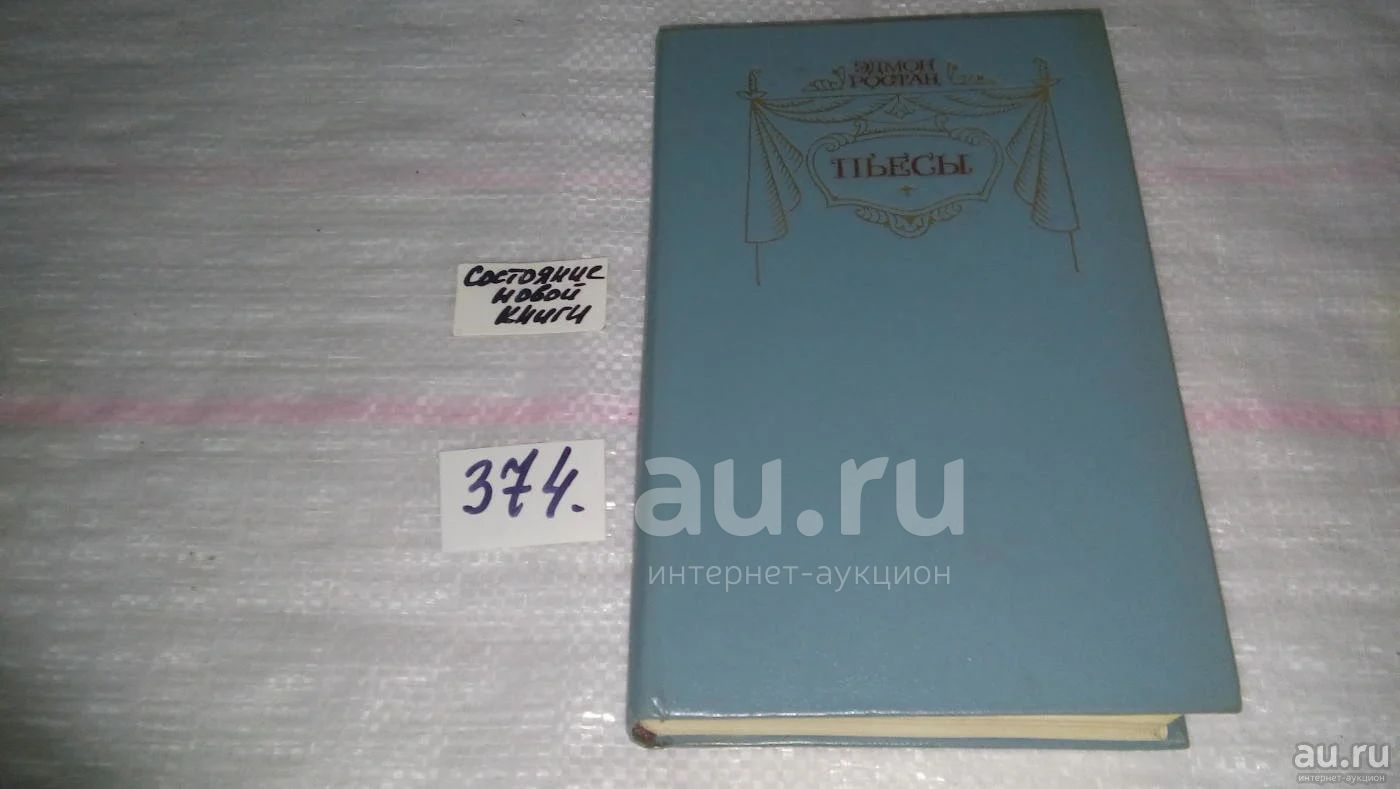 ЭДМОН
РОСТАН
ПЬЕСЫ
Состояние
новой
книги
374.
au.ru
интернет-аукцион
au.ru
интернет-аукцион